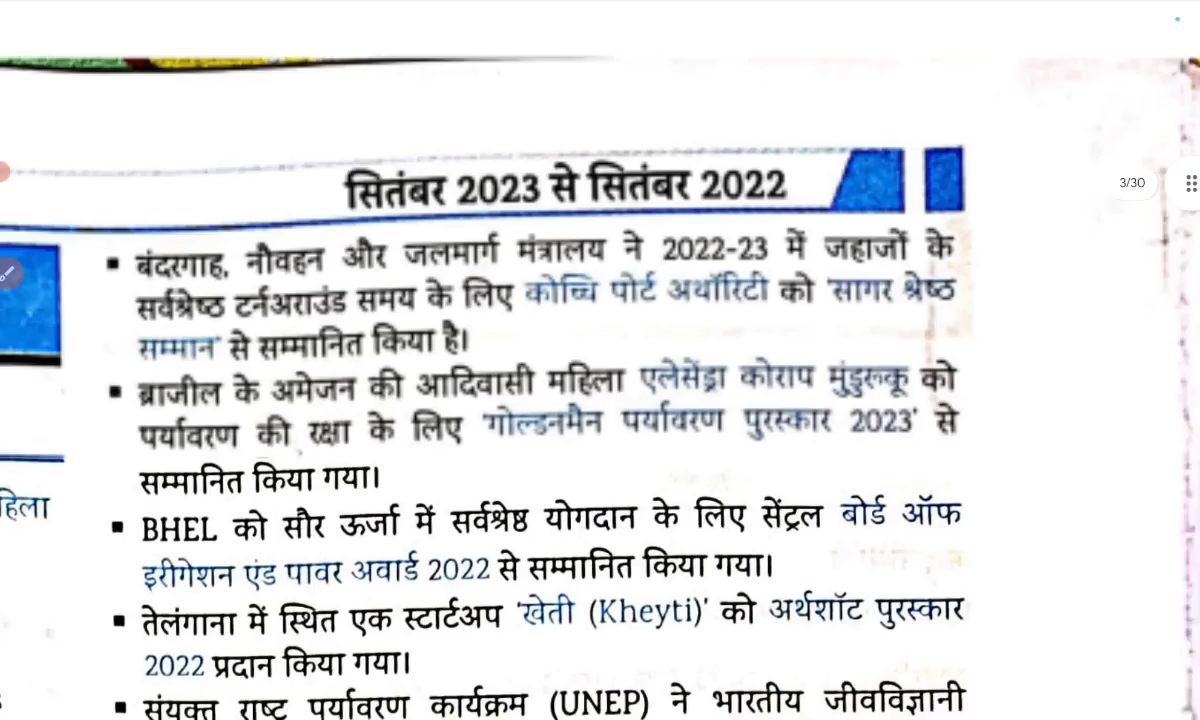 सितंबर 2023 से सितंबर 2022
3/30
▪ बंदरगाह, नौवहन और जलमार्ग मंत्रालय ने 2022-23 में जहाजों के
सर्वश्रेष्ठ टर्नअराउंड समय के लिए कोच्चि पोर्ट अथॉरिटी को 'सागर श्रेष्ठ
सम्मान' से सम्मानित किया है।
▪ ब्राजील के अमेजन की आदिवासी महिला एलेसेंड्रा कोराप मुंडुरूकू को
पर्यावरण की रक्षा के लिए 'गोल्डनमैन पर्यावरण पुरस्कार 2023' से
सम्मानित किया गया।
हिला
▪ BHEL को सौर ऊर्जा में सर्वश्रेष्ठ योगदान के लिए सेंट्रल बोर्ड ऑफ
इरीगेशन एंड पावर अवार्ड 2022 से सम्मानित किया गया।
▪ तेलंगाना में स्थित एक स्टार्टअप 'खेती (Kheyti)' को अर्थशॉट पुरस्कार
2022 प्रदान किया गया।
▪ संयुक्त राष्ट्र पर्यावरण कार्यक्रम (UNEP) ने भारतीय जीवविज्ञानी